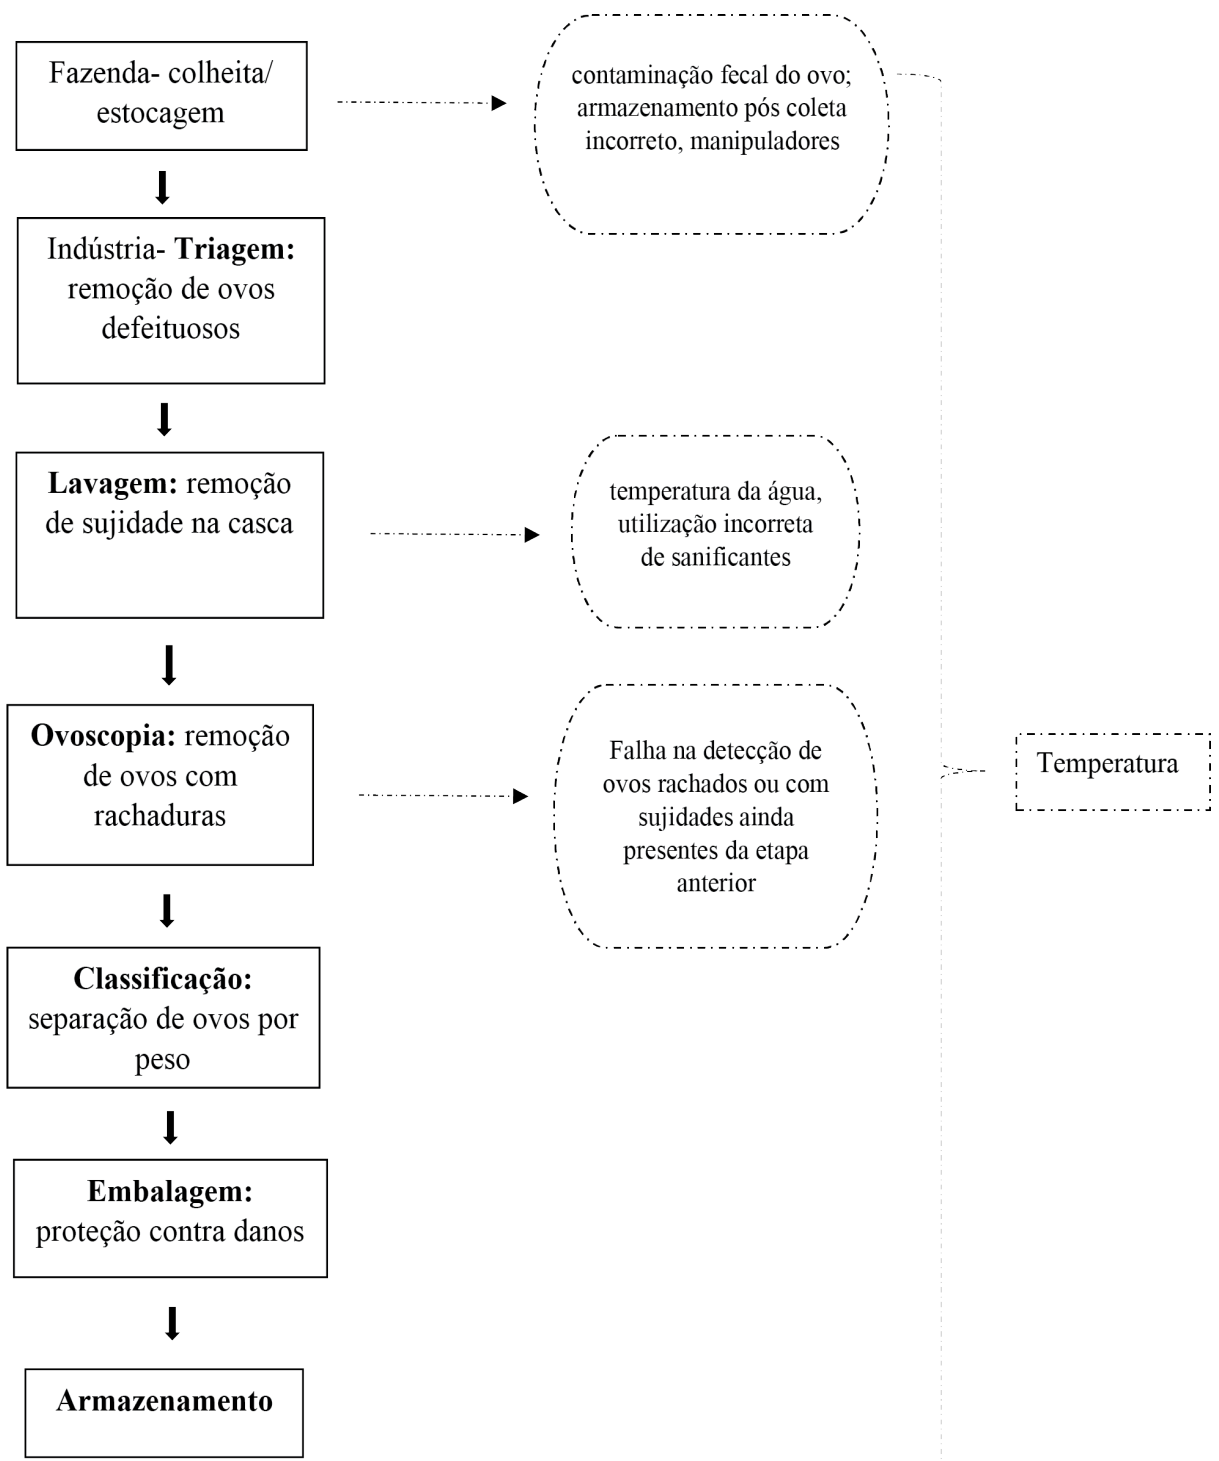 Fazenda- colheita/
estocagem
contaminação fecal do ovo;
armazenamento pós coleta
incorreto, manipuladores
Indústria- Triagem:
remoção de ovos
defeituosos
Lavagem: remoção
de sujidade na casca
temperatura da água,
utilização incorreta
de sanificantes
Ovoscopia: remoção
de ovos com
rachaduras
Falha na detecção de
ovos rachados ou com
sujidades ainda
presentes da etapa
anterior
Temperatura
Classificação:
separação de ovos por
peso
Embalagem:
proteção contra danos
Armazenamento